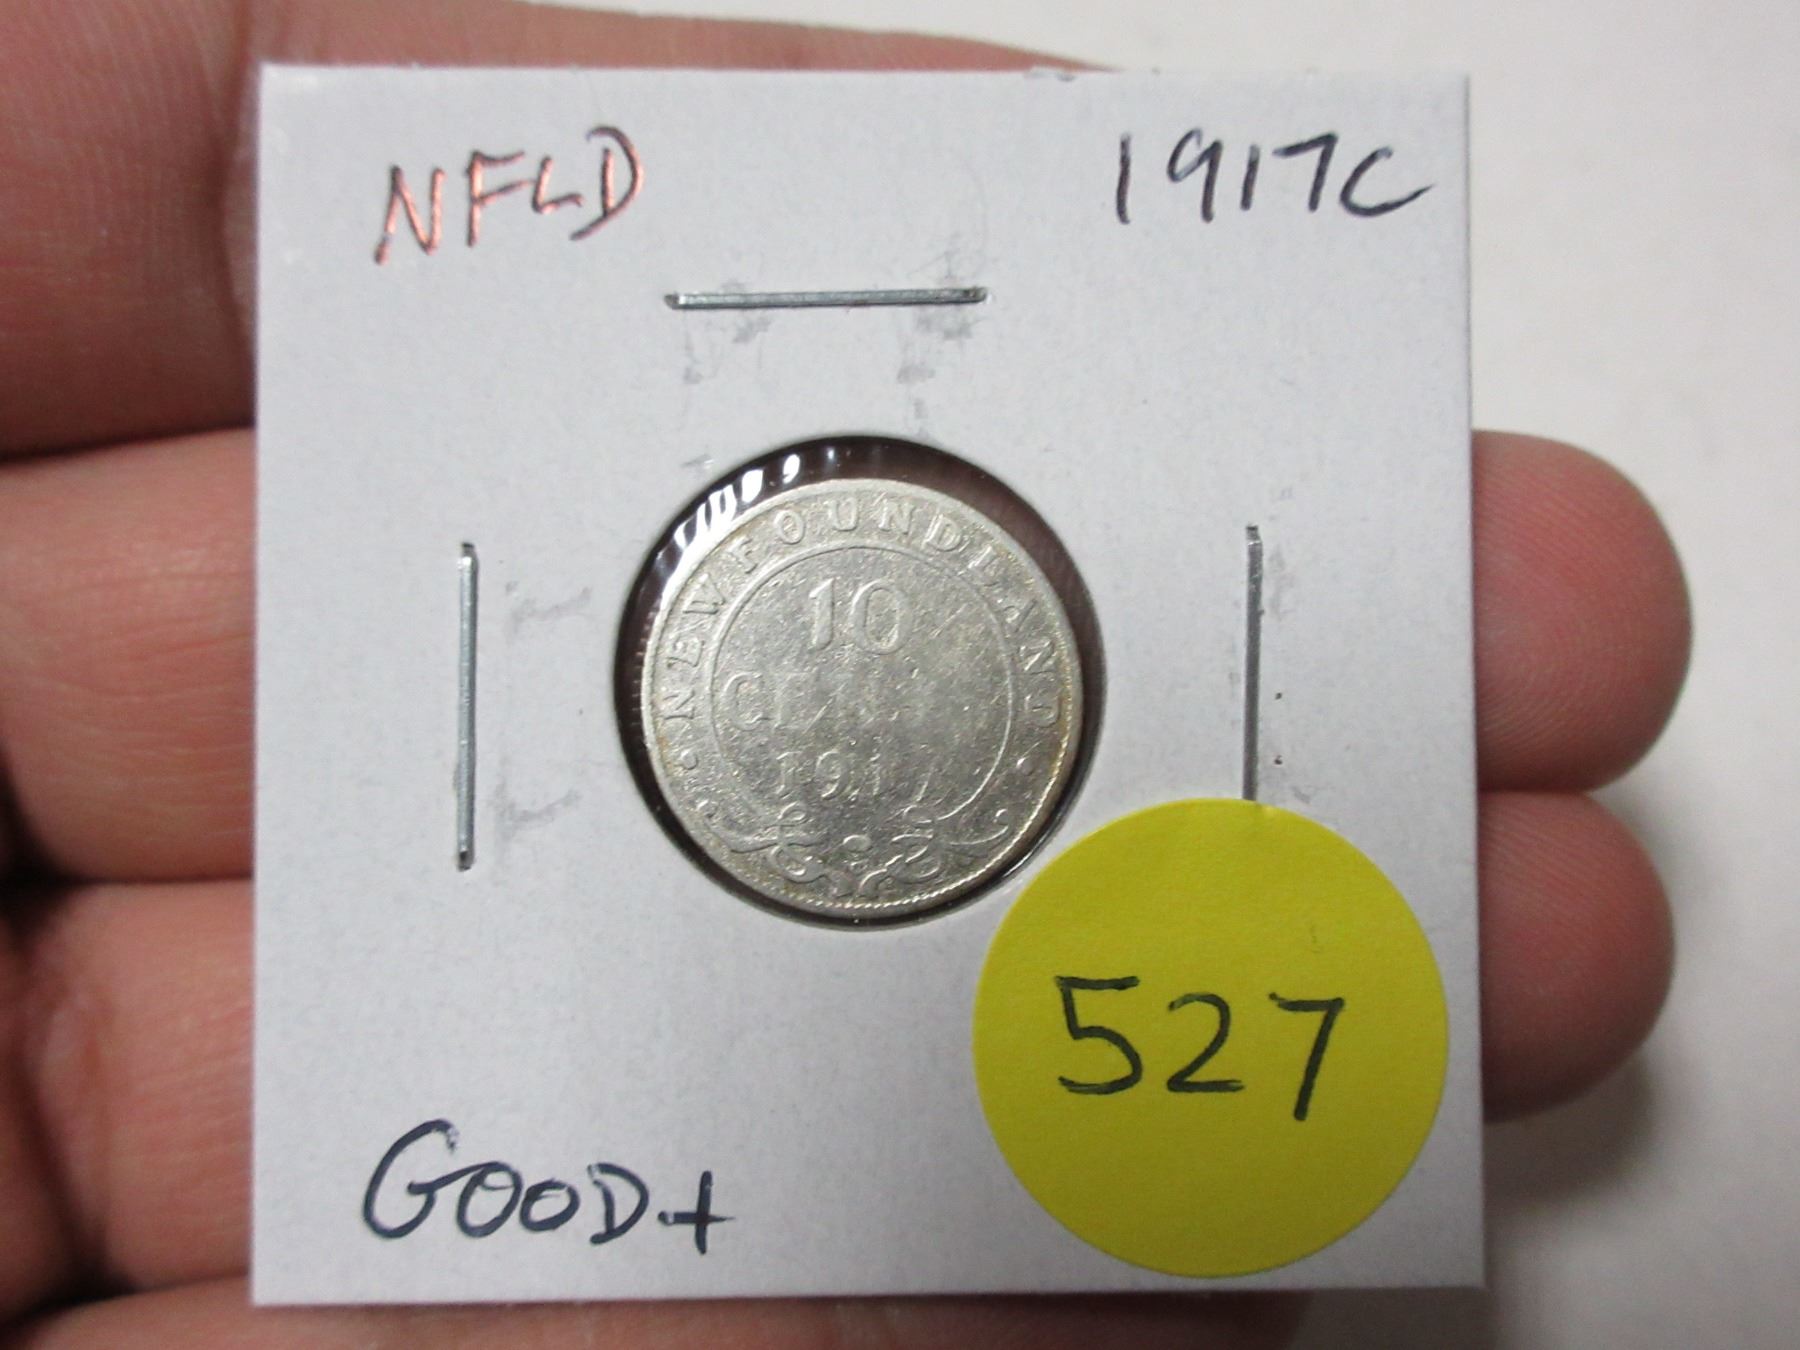 NFLD 1917C
• NEWFOUNDLAND •
10
1917
527
GOOD+